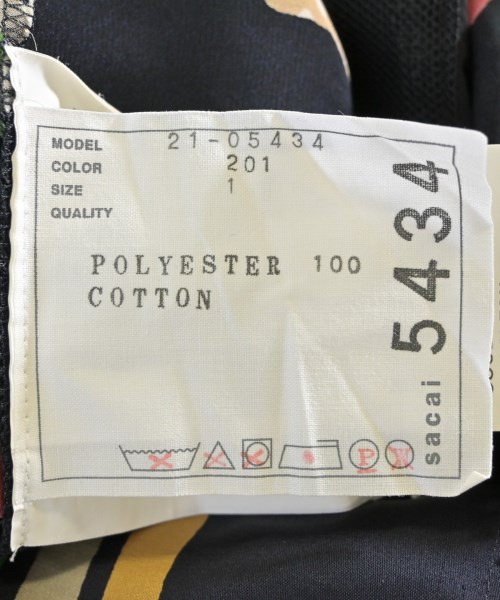 MODEL 21-05434
COLOR 201
SIZE 1
QUALITY
POLYESTER 100
COTTON
P W
sacai 5434